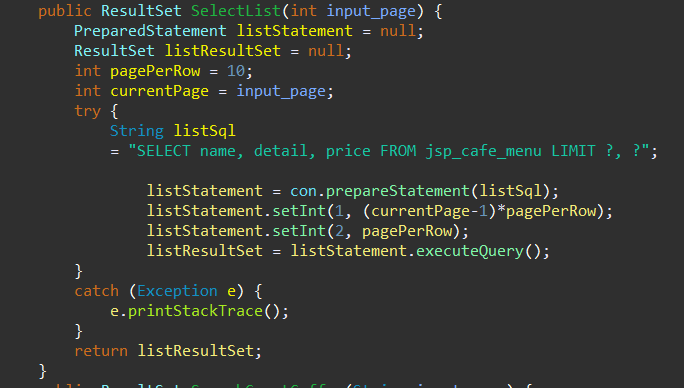 public ResultSet SelectList(int input_page) {
PreparedStatement listStatement = null;
ResultSet listResultSet = null;
int pagePerRow = 10;
int currentPage = input_page;
try {
String listSql
= "SELECT name, detail, price FROM jsp_cafe_menu LIMIT ?, ?";
listStatement = con.prepareStatement(listSql);
listStatement.setInt(1, (currentPage-1)*pagePerRow);
listStatement.setInt(2, pagePerRow);
listResultSet = listStatement.executeQuery();
}
catch (Exception e) {
e.printStackTrace();
}
return listResultSet;
}